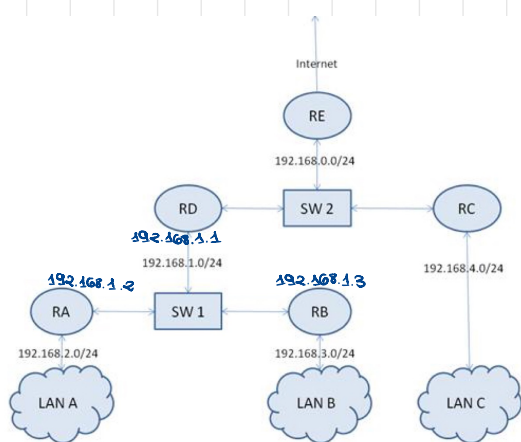 Internet
RE
192.168.0.0/24
RD
SW 2
RC
192.168.1.1
192.168.1.0/24
192.168.4.0/24
192.168.1.2
192.168.1.3
RA
SW 1
RB
192.168.2.0/24
192.168.3.0/24
LAN A
LAN B
LAN C